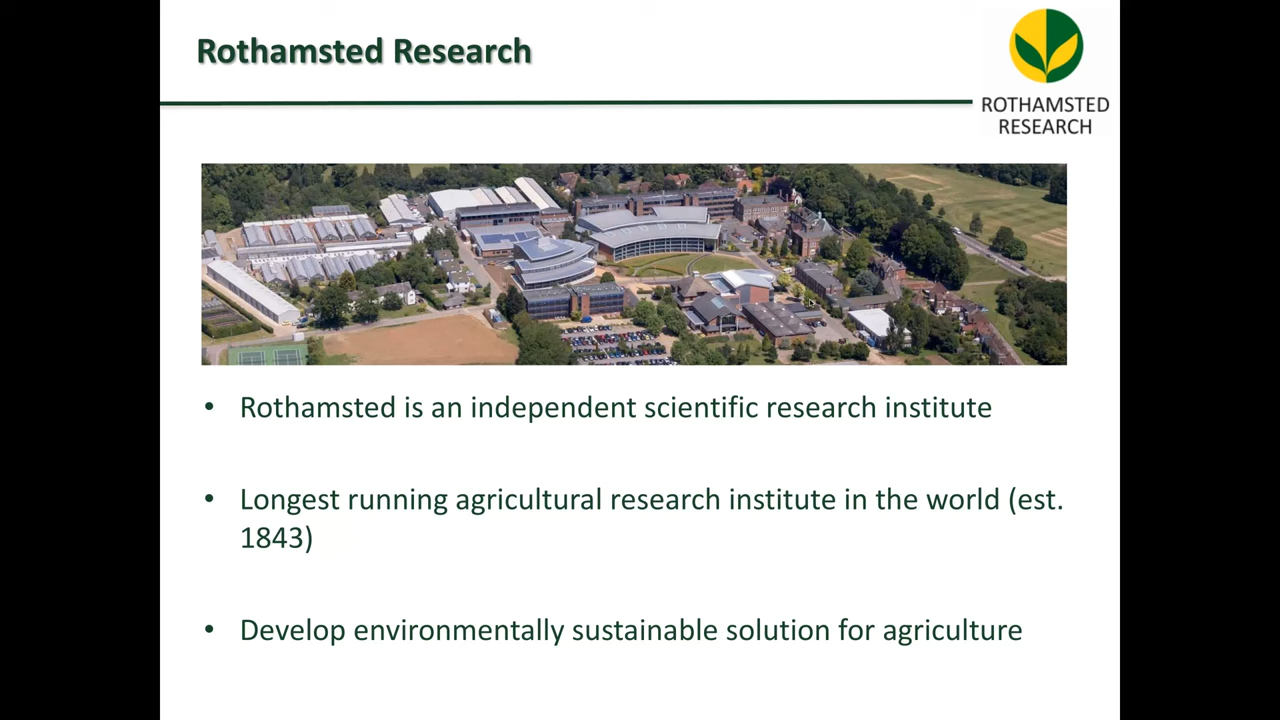 Rothamsted Research
ROTHAMSTED
RESEARCH
• Rothamsted is an independent scientific research institute
• Longest running agricultural research institute in the world (est.
1843)
• Develop environmentally sustainable solution for agriculture